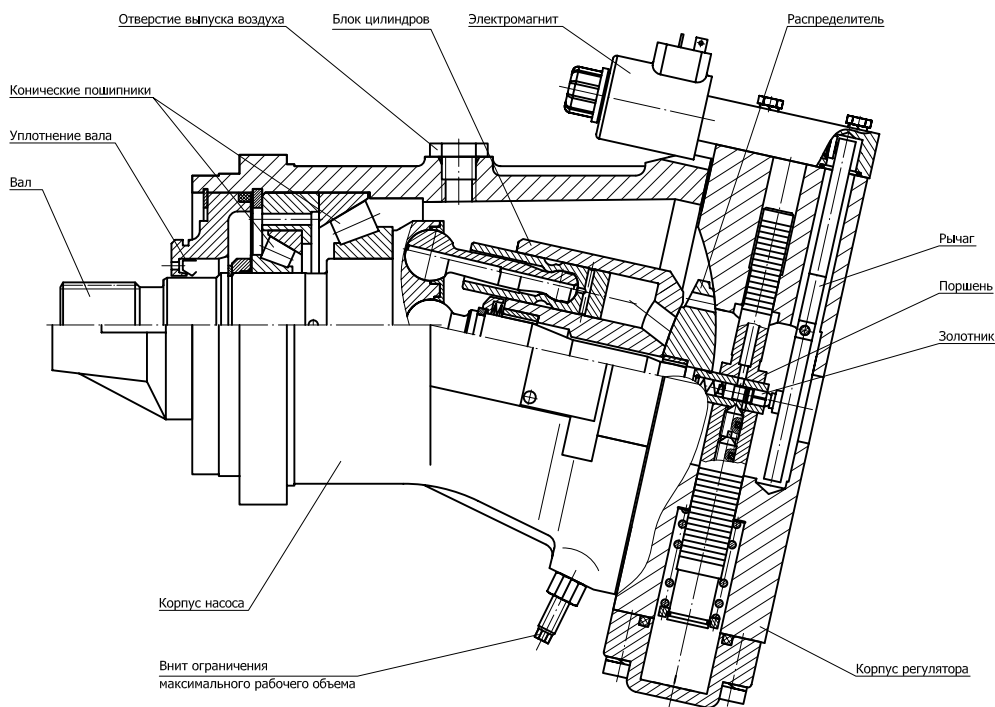 Отверстие выпуска воздуха
Блок цилиндров
Электромагнит
Распределитель
Конические пошипники
Уплотнение вала
Вал
Рычаг
Поршень
Золотник
Корпус насоса
Внит ограничения
максимального рабочего объема
Корпус регулятора